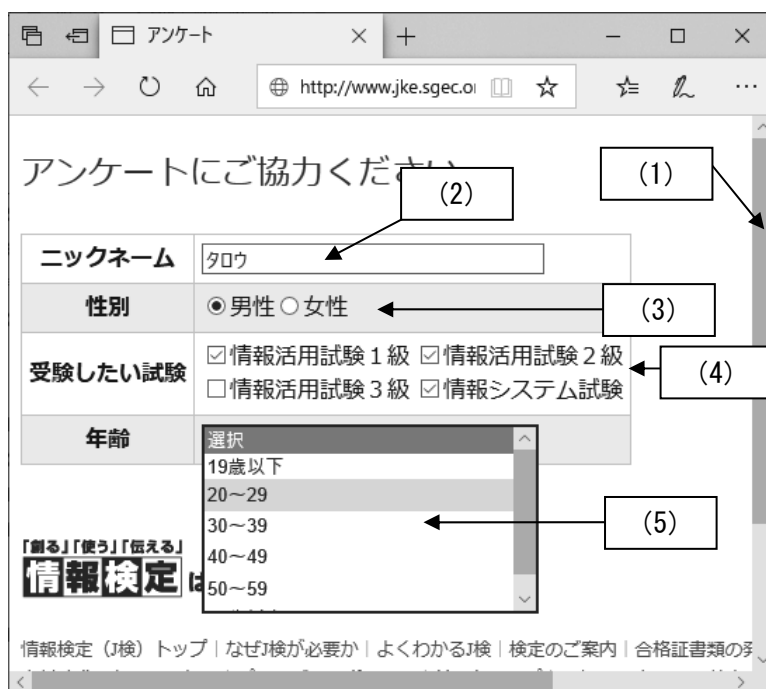 アンケート
http://www.jke.sgec.o
アンケートにご協力ください
(1)
(2)
ニックネーム タロウ
性別 男性 女性
(3)
受験したい試験 情報活用試験1級 情報活用試験2級
情報活用試験3級 情報システム試験
(4)
年齢 選択
19歳以下
20~29
30~39
40~49
50~59
(5)
「創る」「使う」「伝える」
情報検定 は
情報検定(J検)トップ|なぜJ検が必要か|よくわかるJ検|検定のご案内|合格証書類の発